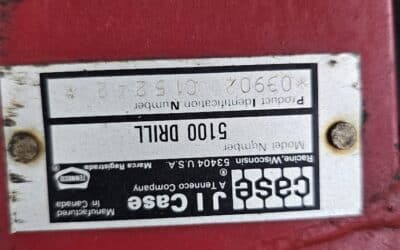 case
J I Case
A Tenneco Company
Racine, Wisconsin 53404 U.S.A.
®
Manufactured
in Canada
TENNECO
Marca Registrada
Model Number
5100 DRILL
Product Identification Number